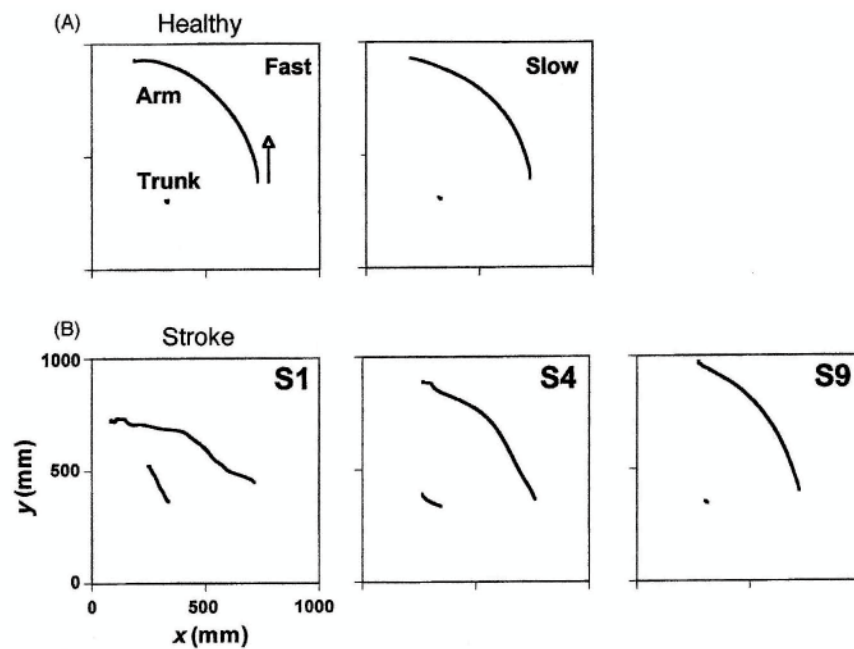 (A) Healthy
Fast
Slow
Arm
Trunk
(B) Stroke
1000
S1
S4
S9
500
y (mm)
0
0 500 1000
x (mm)